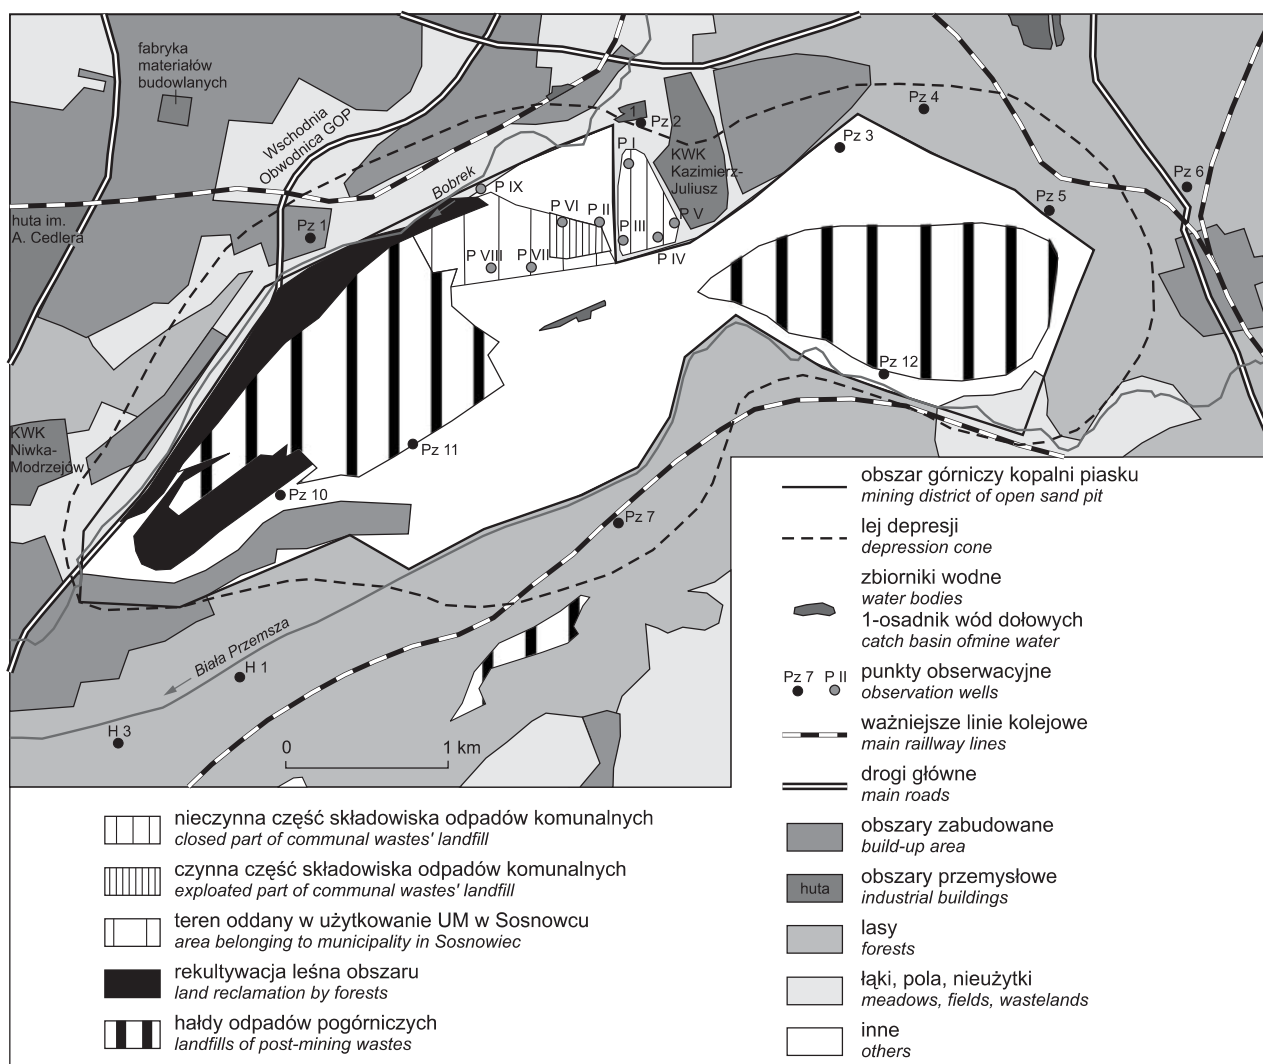 fabryka
materiałów
budowlanych
Wschodnia
Obwodnica GOP
huta im.
A. Cedlera
Pz 1
Bobrek
P IX
1
Pz 2
P I
KWK
Kazimierz-
Juliusz
P VI
P II
P III
P V
P VIII
P VII
P IV
Pz 3
Pz 4
Pz 5
Pz 6
Pz 12
KWK
Niwka-
Modrzejów
Pz 11
Pz 10
Pz 7
Biała Przemsza
H 1
H 3
0
1 km
obszar górniczy kopalni piasku
mining district of open sand pit
lej depresji
depression cone
zbiorniki wodne
water bodies
1-osadnik wód dołowych
catch basin ofmine water
Pz 7
P II
punkty obserwacyjne
observation wells
ważniejsze linie kolejowe
main raillway lines
drogi główne
main roads
obszary zabudowane
build-up area
huta
obszary przemysłowe
industrial buildings
lasy
forests
łąki, pola, nieużytki
meadows, fields, wastelands
inne
others
nieczynna część składowiska odpadów komunalnych
closed part of communal wastes' landfill
czynna część składowiska odpadów komunalnych
exploated part of communal wastes' landfill
teren oddany w użytkowanie UM w Sosnowcu
area belonging to municipality in Sosnowiec
rekultywacja leśna obszaru
land reclamation by forests
hałdy odpadów pogórniczych
landfills of post-mining wastes